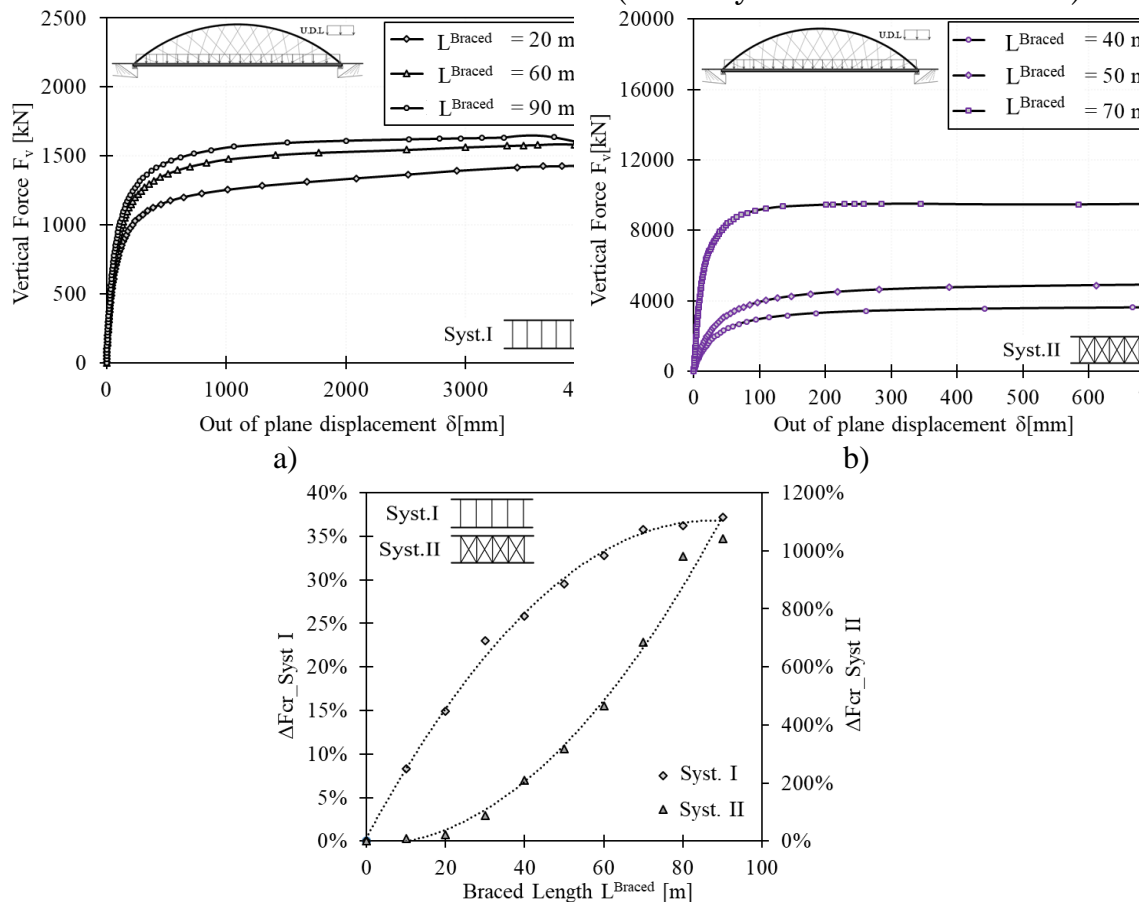 2500
2000
1500
1000
500
0
0
1000
2000
3000
Vertical Force Fᵥ [kN]
Out of plane displacement δ[mm]
U.D.L
L^Braced = 20 m
L^Braced = 60 m
L^Braced = 90 m
Syst.I
a)
20000
16000
12000
8000
4000
0
0
100
200
300
400
500
600
Vertical Force Fᵥ[kN]
Out of plane displacement δ[mm]
U.D.L
L^Braced = 40 m
L^Braced = 50 m
L^Braced = 70 m
Syst.II
b)
40%
35%
30%
25%
20%
15%
10%
5%
0%
1200%
1000%
800%
600%
400%
200%
0%
0
20
40
60
80
100
ΔFcr_Syst I
ΔFcr_Syst II
Syst.I
Syst.II
Syst. I
Syst. II
Braced Length L^Braced [m]